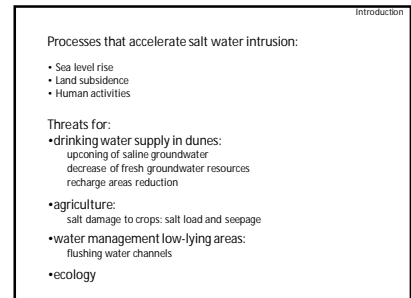 Introduction
Processes that accelerate salt water intrusion:
• Sea level rise
• Land subsidence
• Human activities
Threats for:
•drinking water supply in dunes:
upconing of saline groundwater
decrease of fresh groundwater resources
recharge areas reduction
•agriculture:
salt damage to crops: salt load and seepage
•water management low-lying areas:
flushing water channels
•ecology